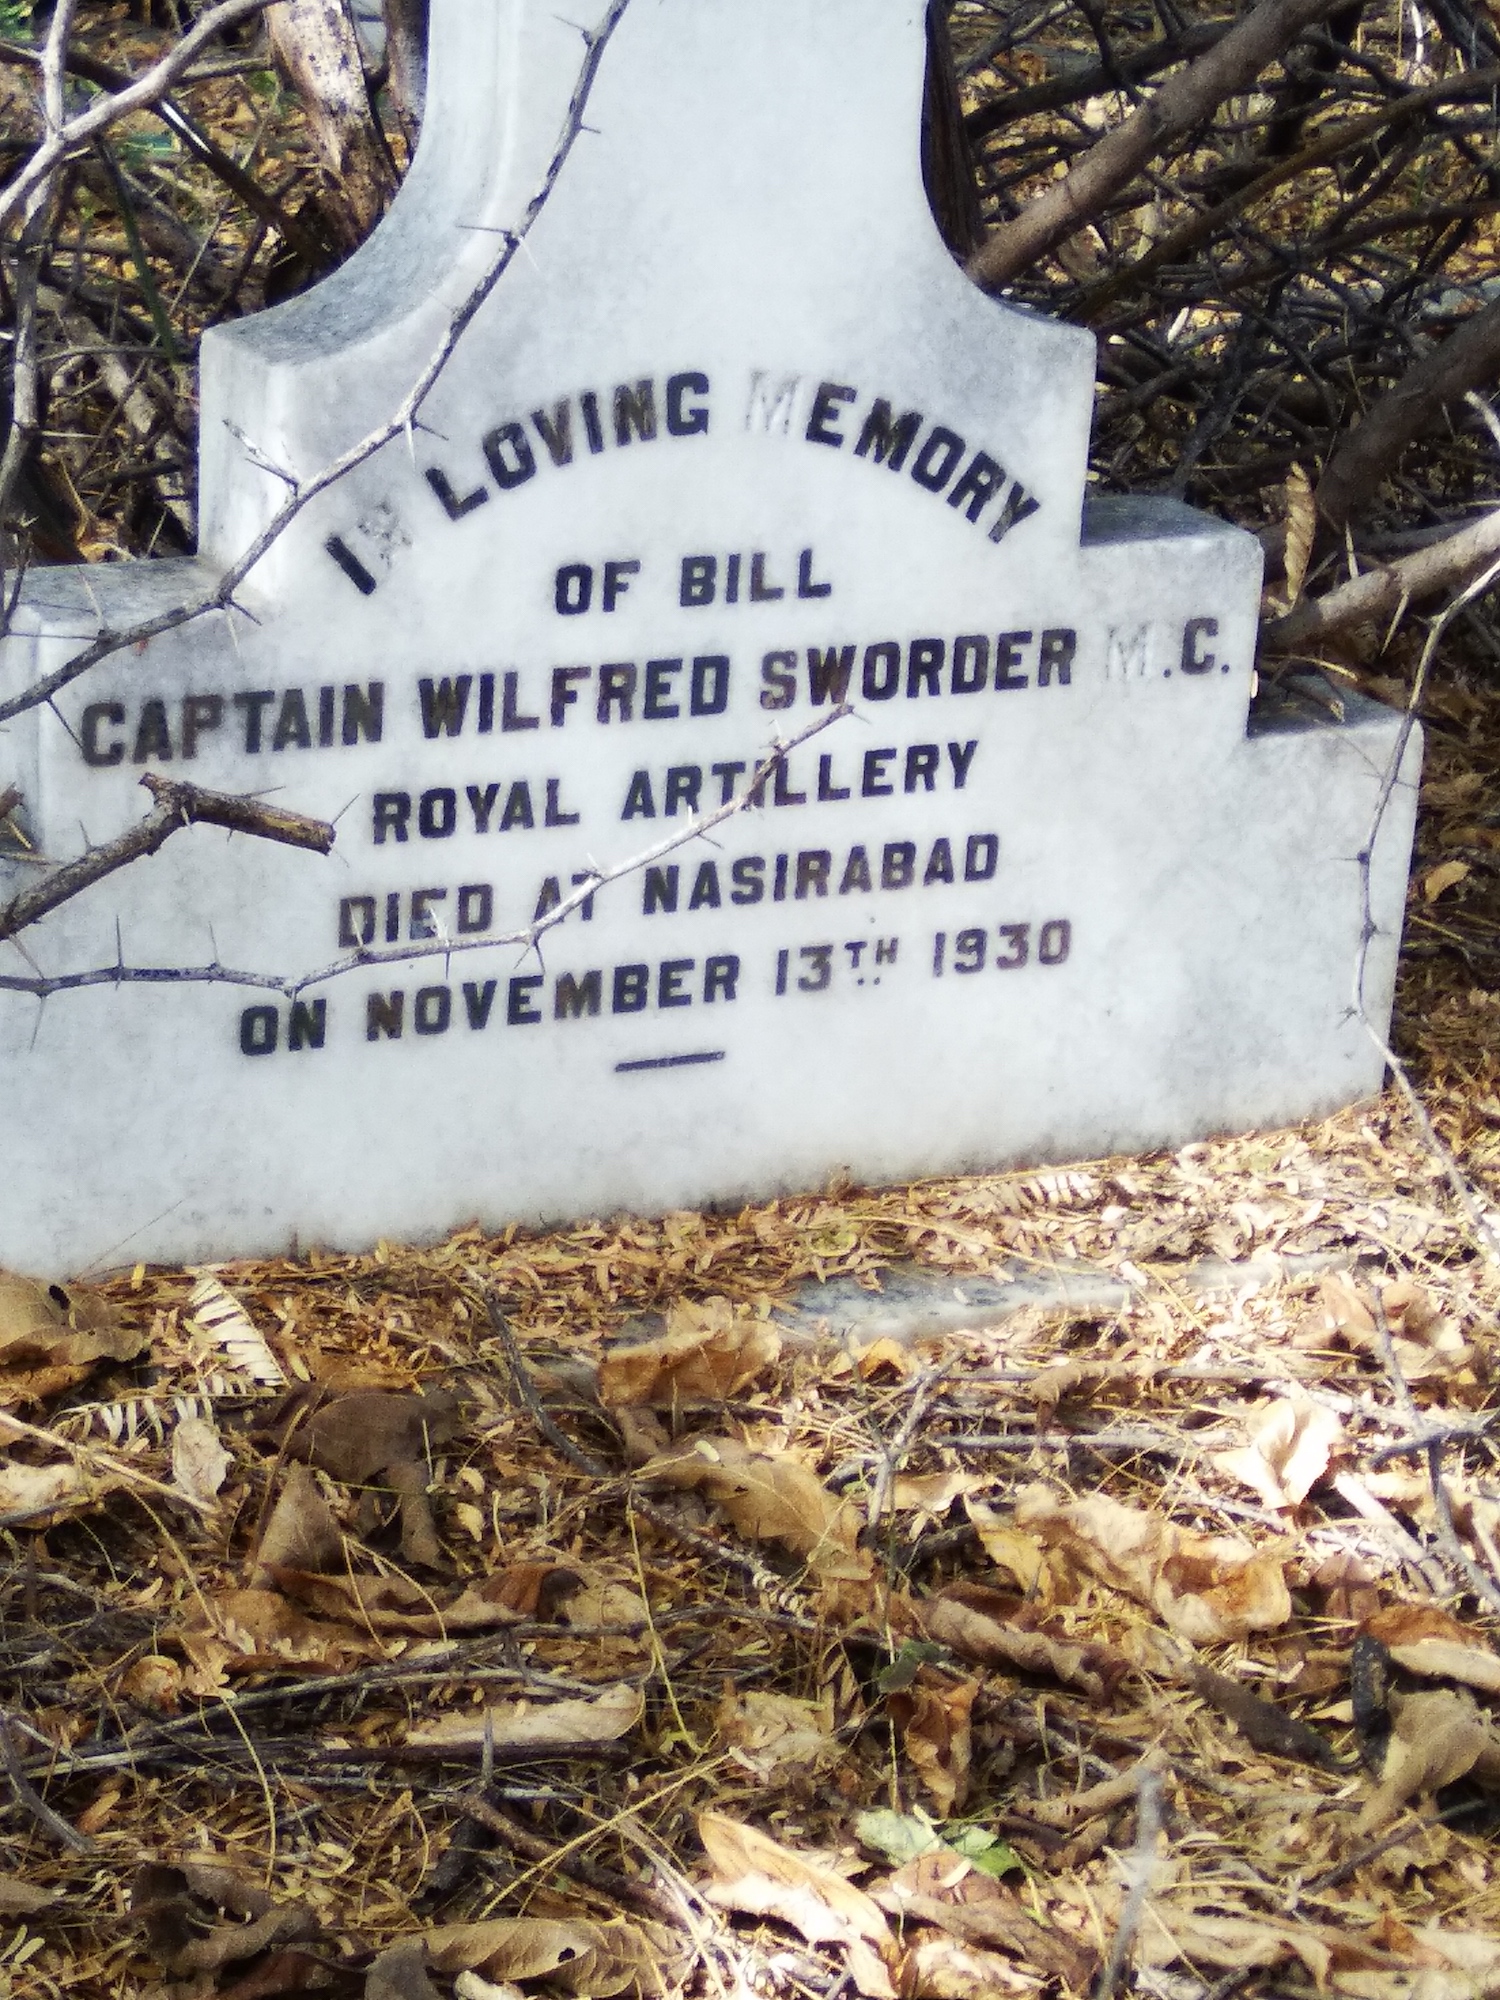 IN LOVING MEMORY
OF BILL
CAPTAIN WILFRED SWORDER M.C.
ROYAL ARTILLERY
DIED AT NASIRABAD
ON NOVEMBER 13TH 1930